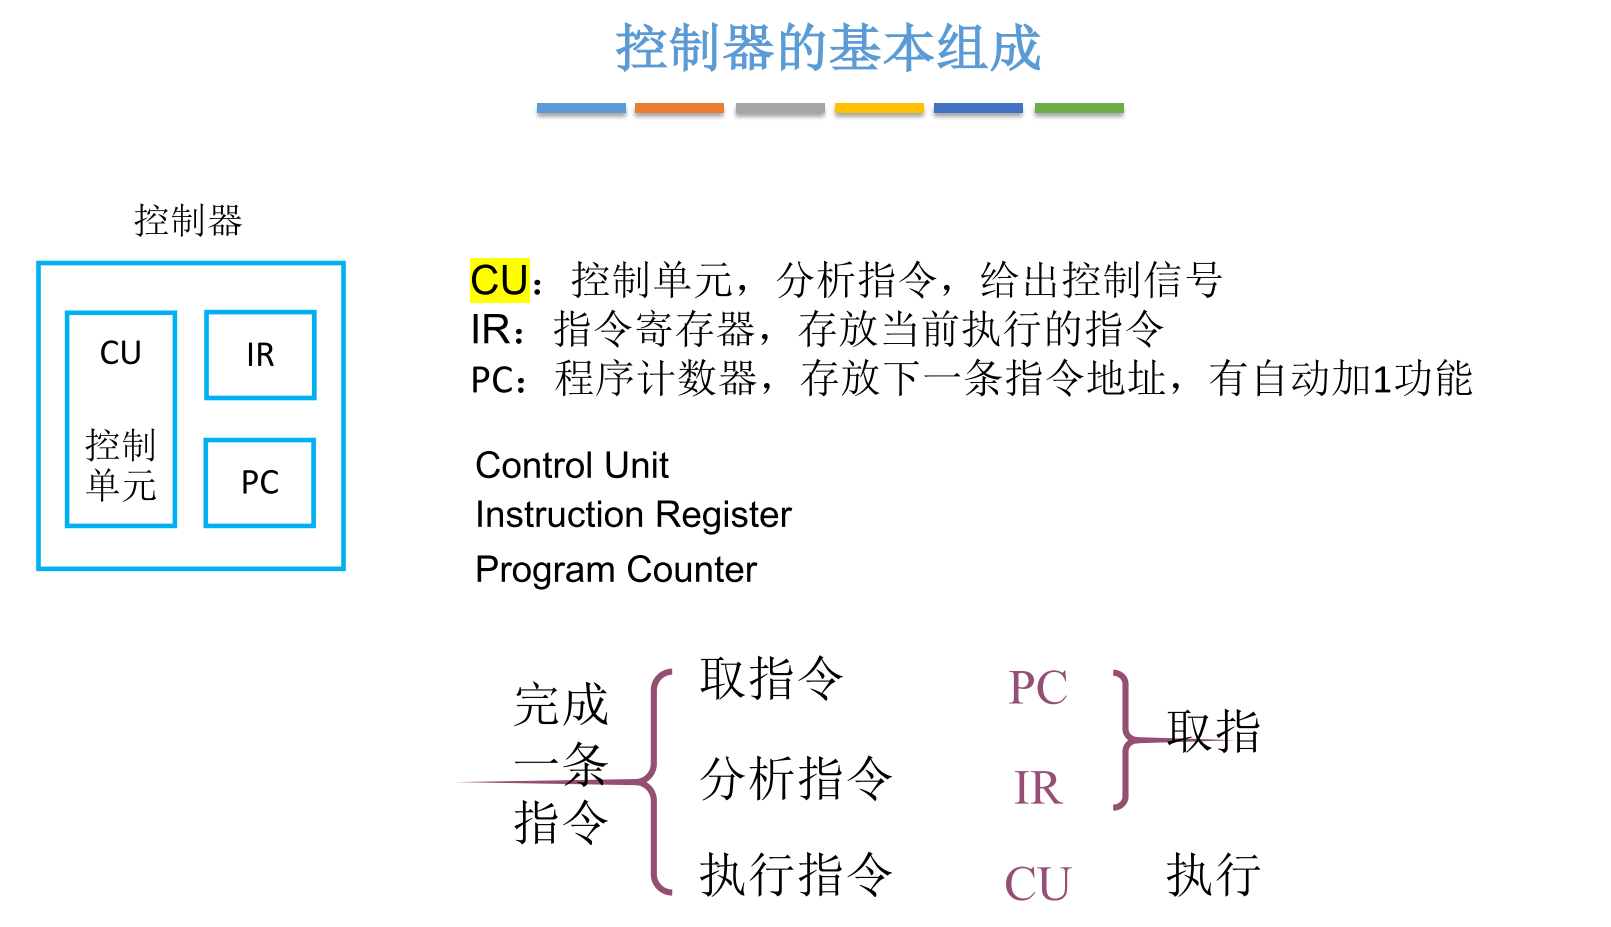 控制器的基本组成
控制器
CU
控制
单元
IR
PC
CU：控制单元，分析指令，给出控制信号
IR：指令寄存器，存放当前执行的指令
PC：程序计数器，存放下一条指令地址，有自动加1功能
Control Unit
Instruction Register
Program Counter
完成
一条
指令
取指令 PC
分析指令 IR
取指
执行指令 CU 执行